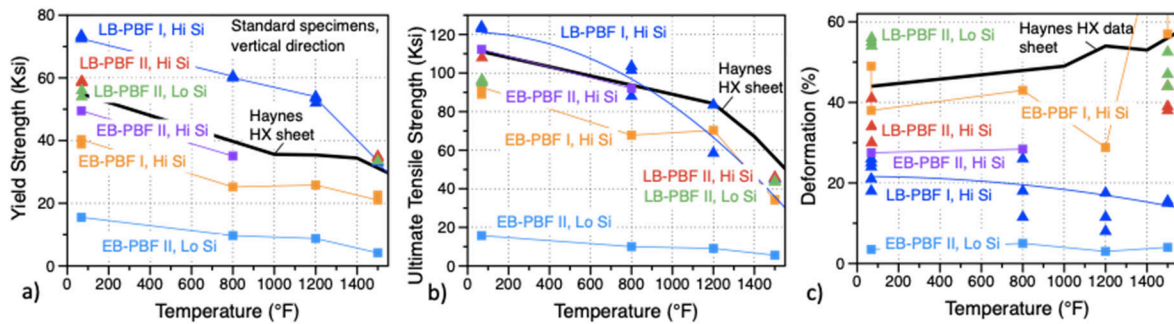 80
60
40
20
0
Yield Strength (Ksi)
LB-PBF I, Hi Si
Standard specimens,
vertical direction
LB-PBF II, Hi Si
LB-PBF II, Lo Si
EB-PBF II, Hi Si
Haynes
HX sheet
EB-PBF I, Hi Si
EB-PBF II, Lo Si
0 200 400 600 800 1000 1200 1400
Temperature (°F)
a)
120
100
80
60
40
20
0
Ultimate Tensile Strength (Ksi)
LB-PBF I, Hi Si
EB-PBF II, Hi Si
Haynes
HX sheet
EB-PBF I, Hi Si
LB-PBF II, Hi Si
LB-PBF II, Lo Si
EB-PBF II, Lo Si
0 200 400 600 800 1000 1200 1400
Temperature (°F)
b)
60
40
20
0
Deformation (%)
LB-PBF II, Lo Si
Haynes HX data
sheet
EB-PBF I, Hi Si
LB-PBF II, Hi Si
EB-PBF II, Hi Si
LB-PBF I, Hi Si
EB-PBF II, Lo Si
0 200 400 600 800 1000 1200 1400
Temperature (°F)
c)